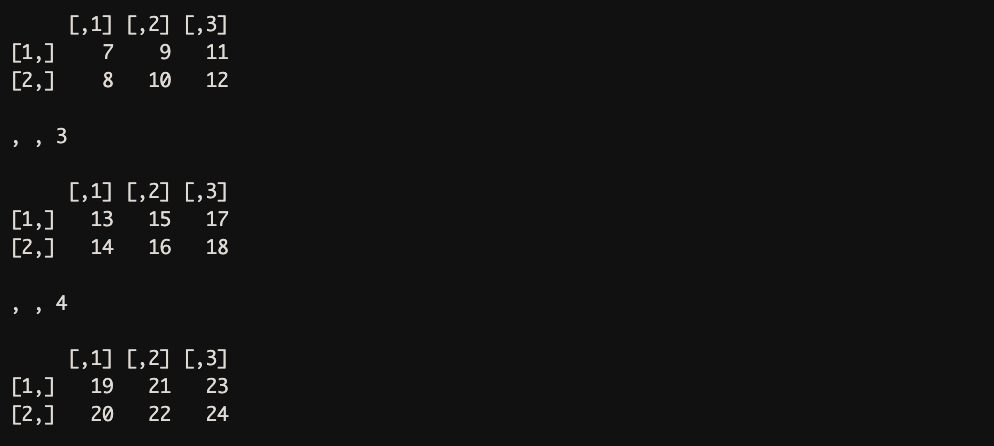 [,1] [,2] [,3]
[1,]    7    9   11
[2,]    8   10   12
, , 3
     [,1] [,2] [,3]
[1,]   13   15   17
[2,]   14   16   18
, , 4
     [,1] [,2] [,3]
[1,]   19   21   23
[2,]   20   22   24